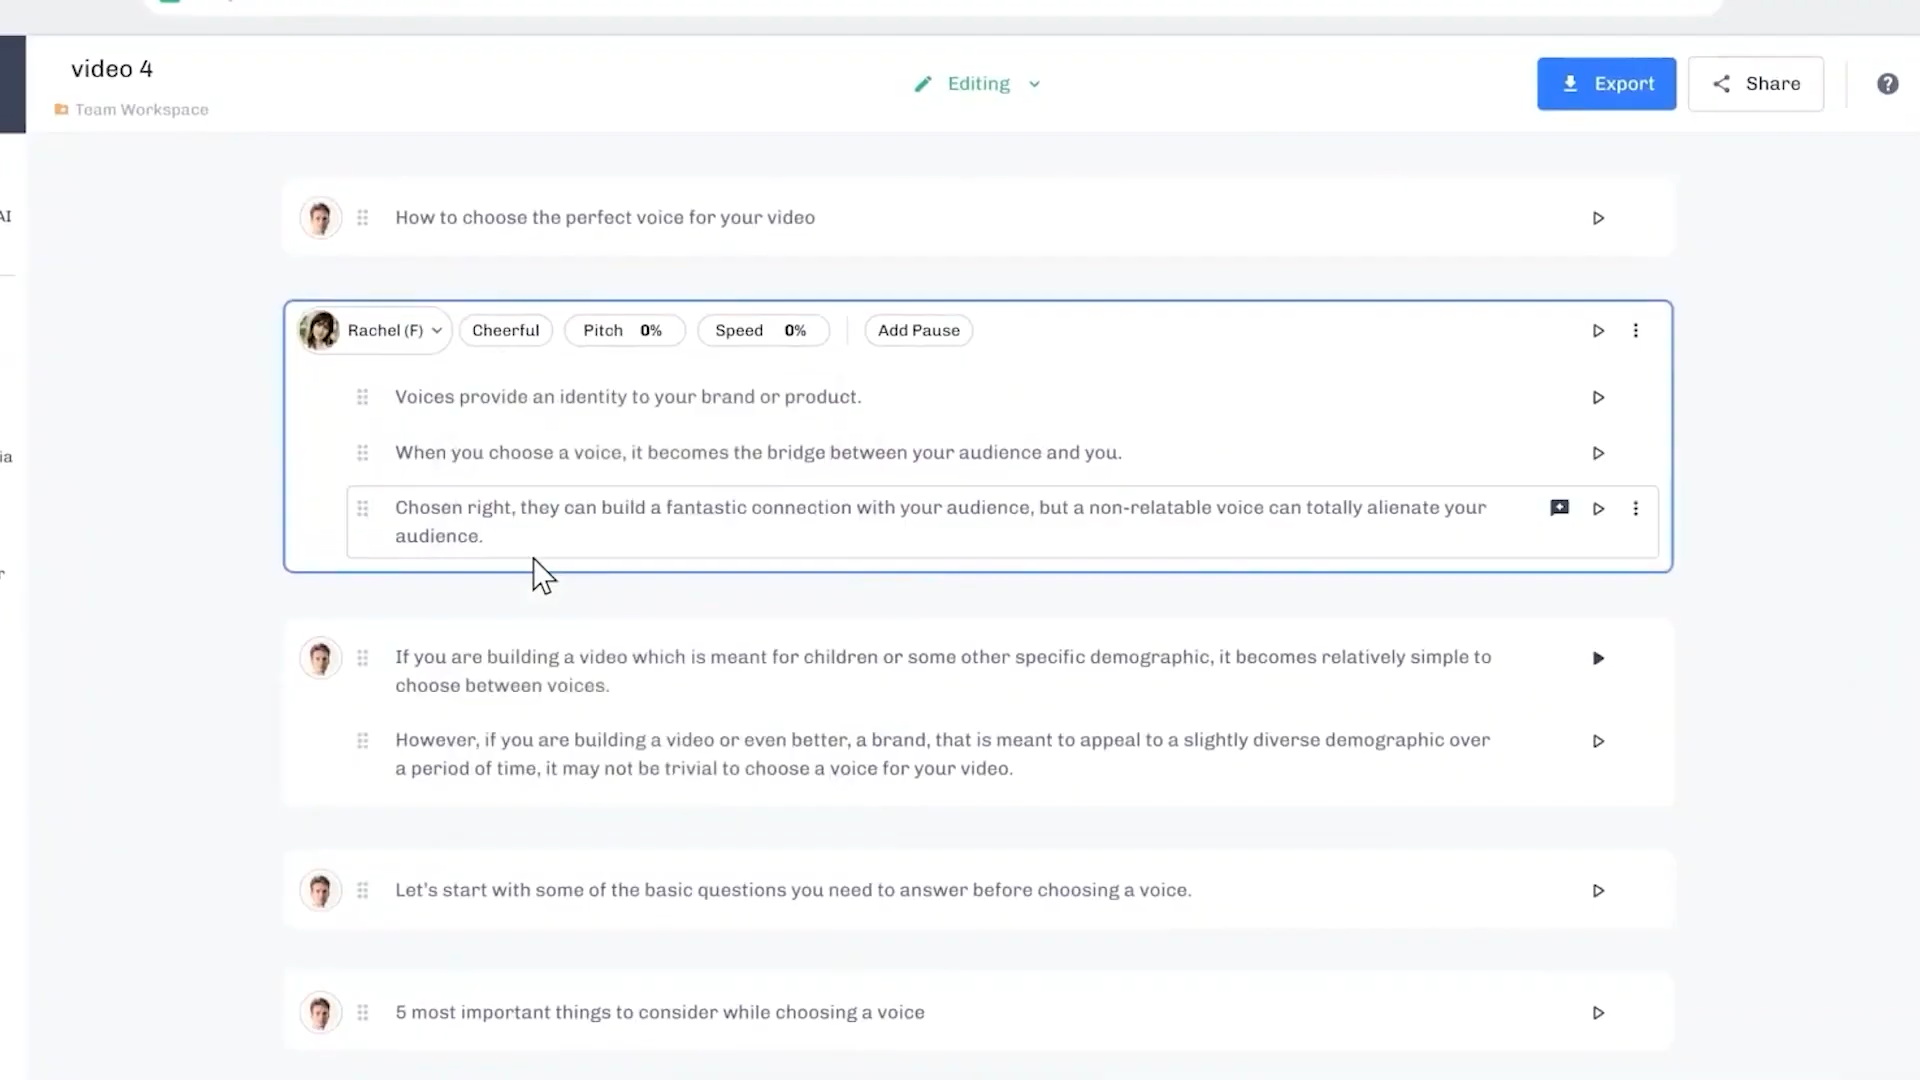 video 4
Team Workspace
Editing
Export
Share
AI
ia
r
How to choose the perfect voice for your video
Rachel (F)
Cheerful
Pitch 0%
Speed 0%
Add Pause
Voices provide an identity to your brand or product.
When you choose a voice, it becomes the bridge between your audience and you.
Chosen right, they can build a fantastic connection with your audience, but a non-relatable voice can totally alienate your
audience.
If you are building a video which is meant for children or some other specific demographic, it becomes relatively simple to
choose between voices.
However, if you are building a video or even better, a brand, that is meant to appeal to a slightly diverse demographic over
a period of time, it may not be trivial to choose a voice for your video.
Let's start with some of the basic questions you need to answer before choosing a voice.
5 most important things to consider while choosing a voice